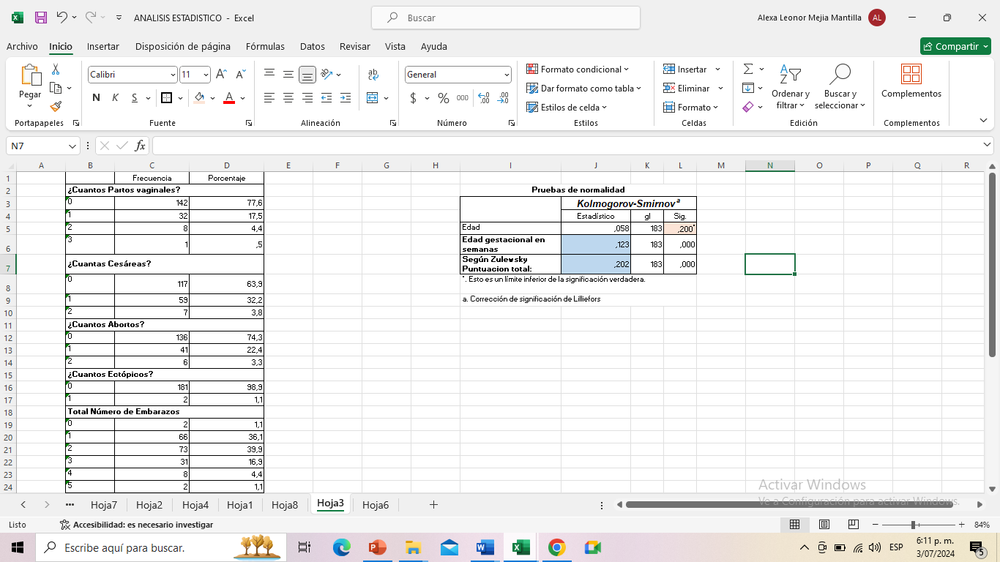 ANALISIS ESTADISTICO - Excel
Buscar
Alexa Leonor Mejia Mantilla
AL
Archivo Inicio Insertar Disposición de página Fórmulas Datos Revisar Vista Ayuda
Compartir
Pegar
Portapapeles
Calibri 11
N K S
Fuente
Alineación
General
$ % 000
Número
Formato condicional
Dar formato como tabla
Estilos de celda
Estilos
Insertar
Eliminar
Formato
Celdas
Ordenar y filtrar
Buscar y seleccionar
Edición
Complementos
Complementos
N7
fx
A B C D E F G H I J K L M N O P Q R
1 Frecuencia Porcentaje
2 ¿Cuantos Partos vaginales? Pruebas de normalidad
3 0 142 77,6 Kolmogorov-Smirnov a
4 1 32 17,5 Estadístico gl Sig.
5 2 8 4,4 Edad ,058 183 ,200*
6 3 1 ,5 Edad gestacional en semanas ,123 183 ,000
7 ¿Cuantas Cesáreas? Según Zulewsky Puntuacion total: ,202 183 ,000
8 0 117 63,9 *. Esto es un límite inferior de la significación verdadera.
9 1 59 32,2 a. Corrección de significación de Lilliefors
10 2 7 3,8
11 ¿Cuantos Abortos?
12 0 136 74,3
13 1 41 22,4
14 2 6 3,3
15 ¿Cuantos Ectópicos?
16 0 181 98,9
17 1 2 1,1
18 Total Número de Embarazos
19 0 2 1,1
20 1 66 36,1
21 2 73 39,9
22 3 31 16,9
23 4 8 4,4
24 5 2 1,1
Activar Windows
Ve a Configuración para activar Windows.
Hoja7 Hoja2 Hoja4 Hoja1 Hoja8 Hoja3 Hoja6
Listo Accesibilidad: es necesario investigar 84%
Escribe aquí para buscar.
ESP
6:11 p. m.
3/07/2024
5